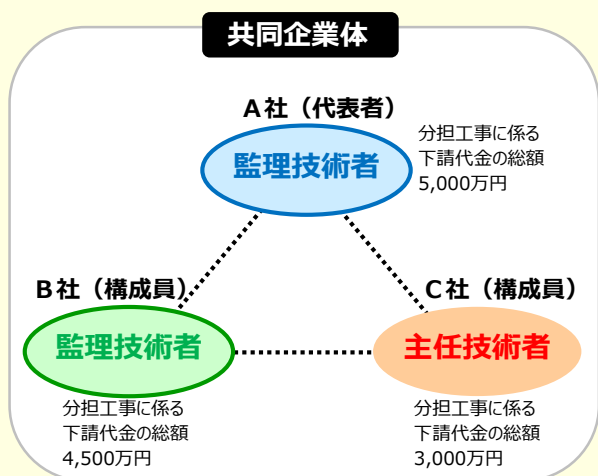 共同企業体
A社（代表者）
監理技術者
分担工事に係る
下請代金の総額
5,000万円
B社（構成員）
監理技術者
分担工事に係る
下請代金の総額
4,500万円
C社（構成員）
主任技術者
分担工事に係る
下請代金の総額
3,000万円